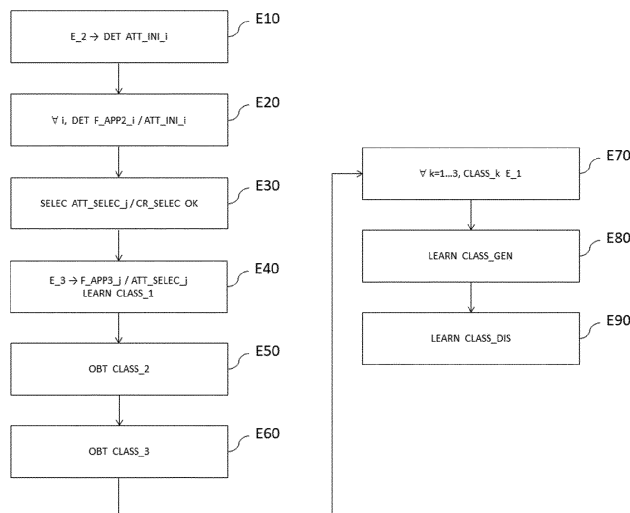 E10
E_2 → DET ATT_INI_i
E20
∀ i, DET F_APP2_i / ATT_INI_i
E30
SELEC ATT_SELEC_j / CR_SELEC OK
E40
E_3 → F_APP3_j / ATT_SELEC_j
LEARN CLASS_1
E50
OBT CLASS_2
E60
OBT CLASS_3
E70
∀ k=1...3, CLASS_k E_1
E80
LEARN CLASS_GEN
E90
LEARN CLASS_DIS